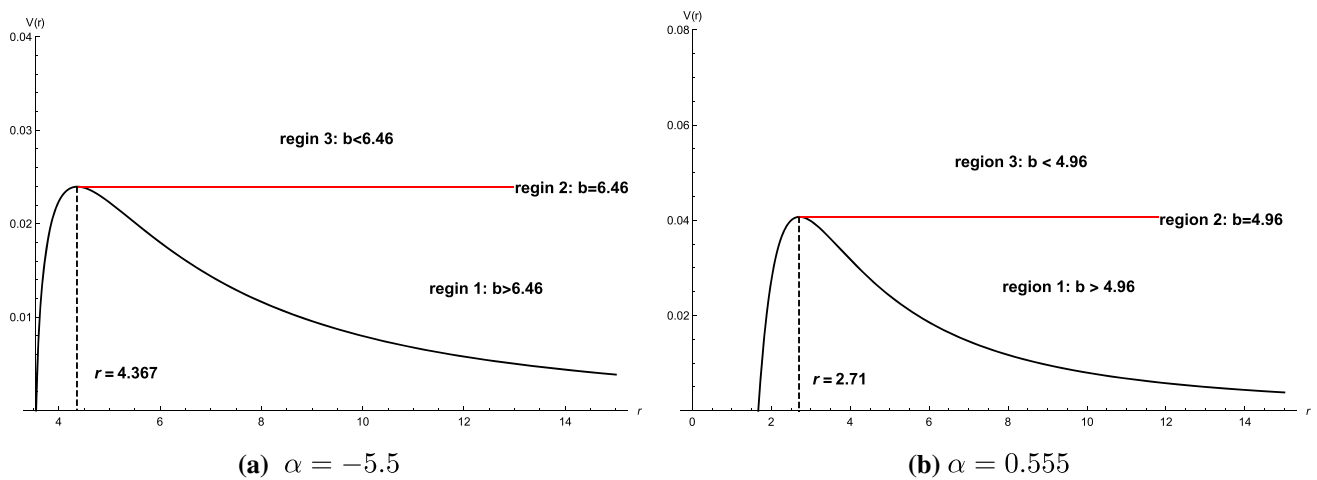 V(r)
0.04
0.03
0.02
0.01
regin 3: b<6.46
regin 2: b=6.46
regin 1: b>6.46
r = 4.367
4 6 8 10 12 14 r
(a) α = −5.5
V(r)
0.08
0.06
0.04
0.02
region 3: b < 4.96
region 2: b=4.96
region 1: b > 4.96
r = 2.71
0 2 4 6 8 10 12 14 r
(b) α = 0.555